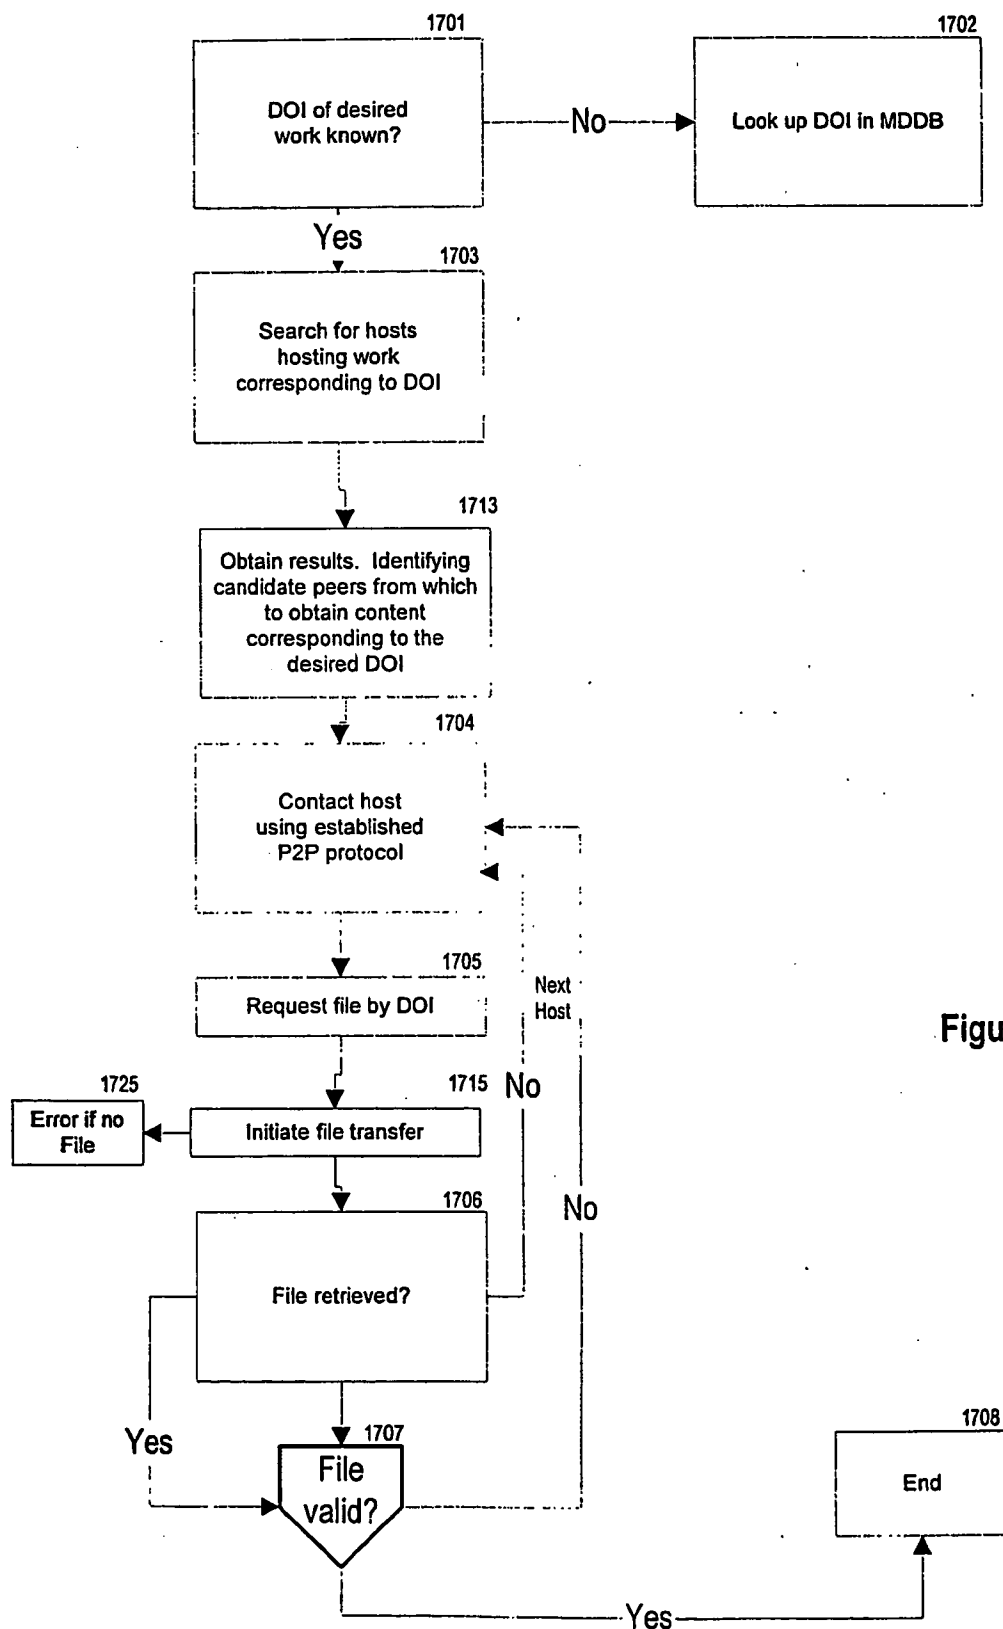 1701
DOI of desired
work known?
No
1702
Look up DOI in MDDB
Yes
1703
Search for hosts
hosting work
corresponding to DOI
1713
Obtain results. Identifying
candidate peers from which
to obtain content
corresponding to the
desired DOI
1704
Contact host
using established
P2P protocol
1705
Request file by DOI
Next
Host
Figu
1725
Error if no
File
1715
Initiate file transfer
No
1706
File retrieved?
No
Yes
1707
File
valid?
1708
End
Yes